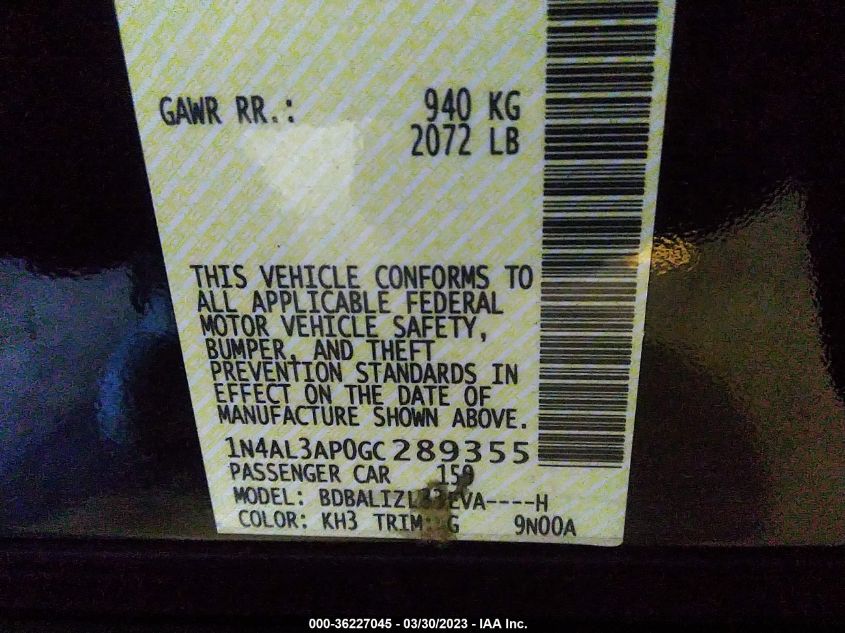 GAWR RR.: 940 KG
2072 LB
THIS VEHICLE CONFORMS TO
ALL APPLICABLE FEDERAL
MOTOR VEHICLE SAFETY,
BUMPER, AND THEFT
PREVENTION STANDARDS IN
EFFECT ON THE DATE OF
MANUFACTURE SHOWN ABOVE.
1N4AL3AP0GC289355
PASSENGER CAR 159
MODEL: EVA----H
COLOR: KH3 TRIM: G 9N00A
000-36227045 - 03/30/2023 - IAA Inc.